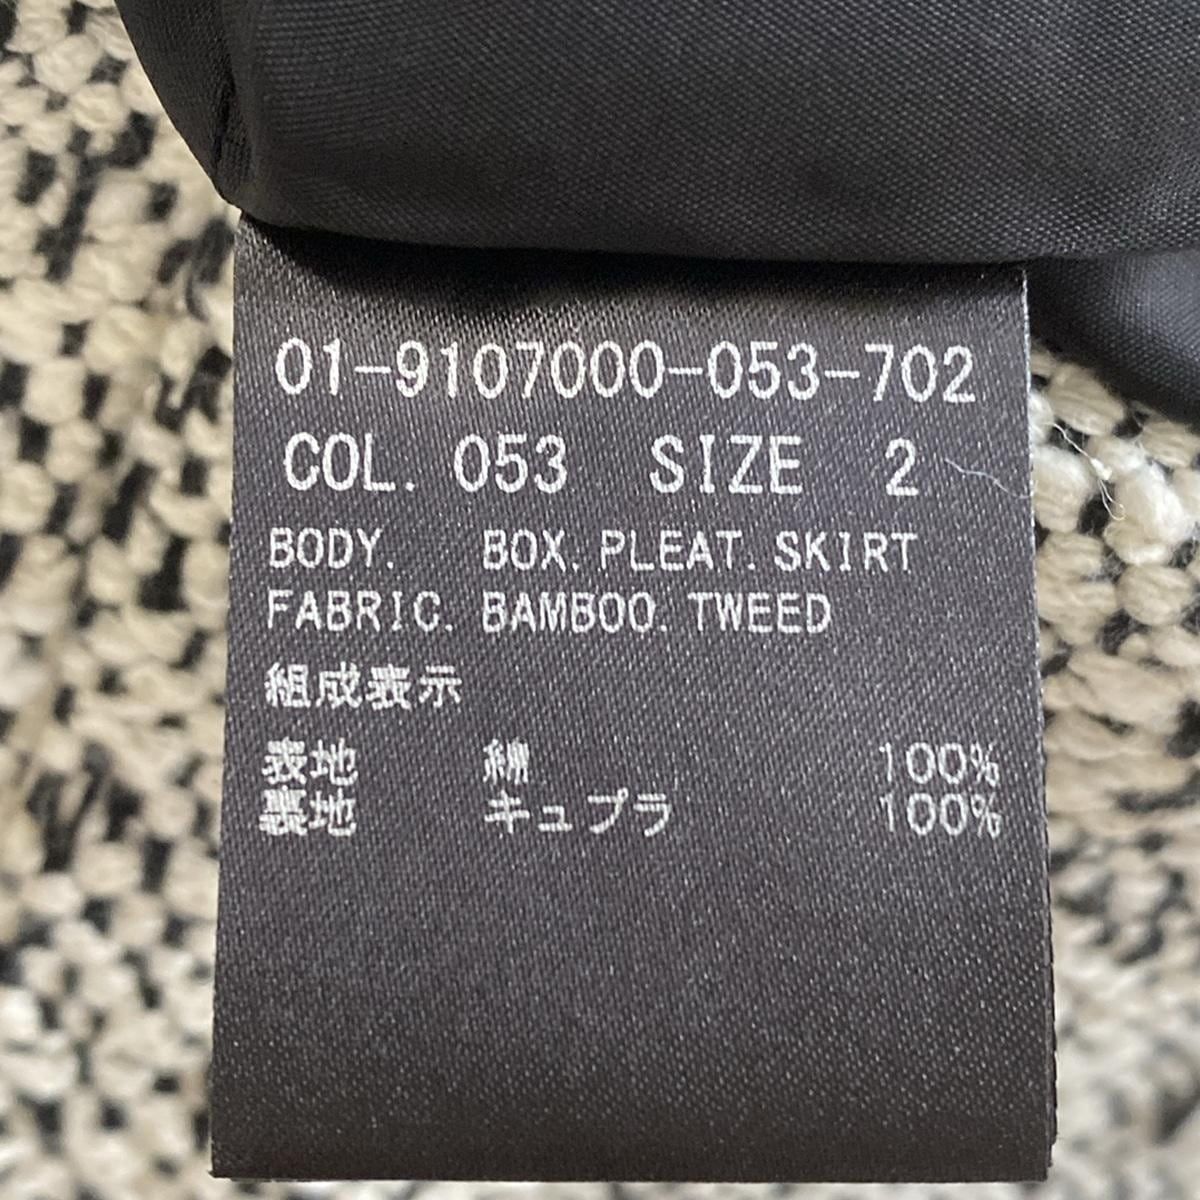 01-9107000-053-702
COL. 053 SIZE 2
BODY. BOX.PLEAT.SKIRT
FABRIC. BAMBOO.TWEED
組成表示
表地 綿 100%
裏地 キュプラ 100%